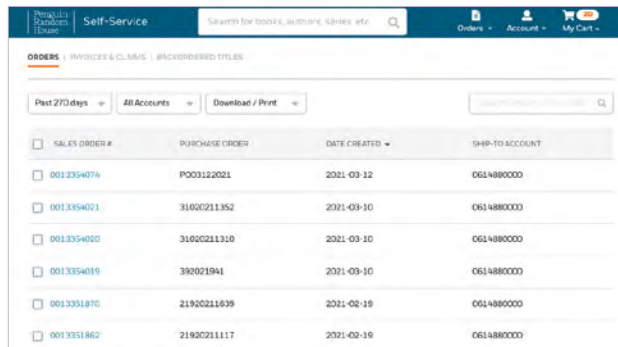 Penguin
Random
House
Self-Service
Search for books, authors, series, etc
Orders
Account
20
My Cart
ORDERS | INVOICES & CLAIMS | BACKORDERED TITLES
Past 270 days
All Accounts
Download / Print
SALES ORDER # PURCHASE ORDER DATE CREATED SHIP-TO ACCOUNT
0013354074 PO03122021 2021-03-12 0614880000
0013354021 31020211352 2021-03-10 0614880000
0013354020 31020211310 2021-03-10 0614880000
0013354019 392021941 2021-03-10 0614880000
0013351870 21920211639 2021-02-19 0614880000
0013351862 21920211117 2021-02-19 0614880000